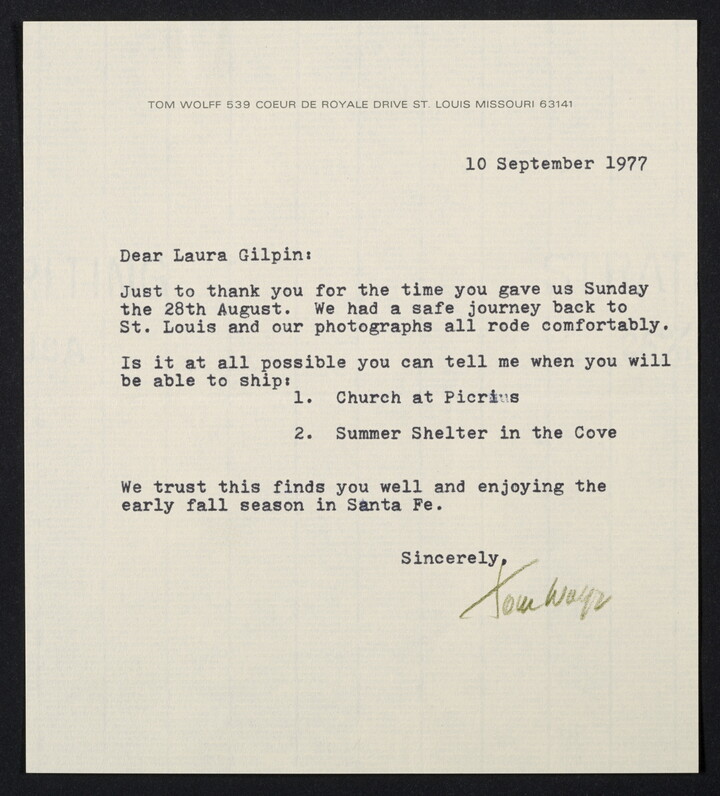 TOM WOLFF 539 COEUR DE ROYALE DRIVE ST. LOUIS MISSOURI 63141
10 September 1977
Dear Laura Gilpin:
Just to thank you for the time you gave us Sunday
the 28th August. We had a safe journey back to
St. Louis and our photographs all rode comfortably.
Is it at all possible you can tell me when you will
be able to ship:
1. Church at Picrius
2. Summer Shelter in the Cove
We trust this finds you well and enjoying the
early fall season in Santa Fe.
Sincerely,
Tom Wolff